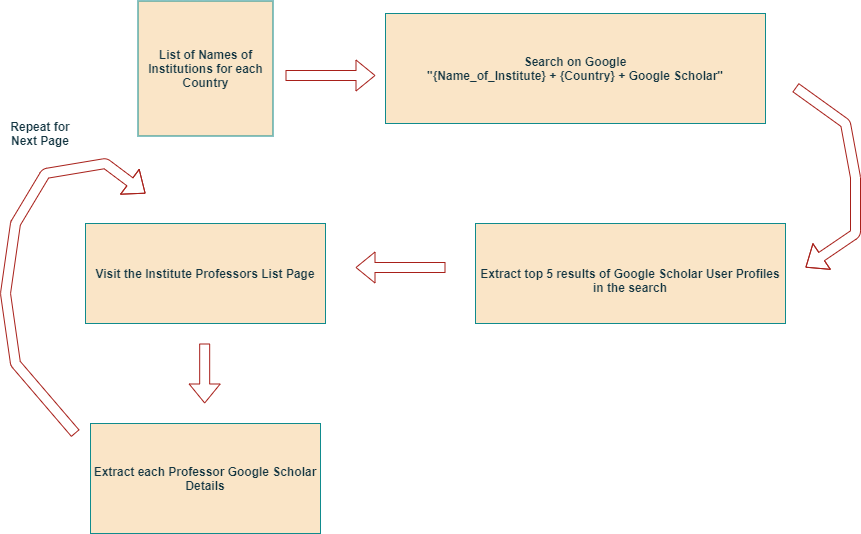 List of Names of
Institutions for each
Country
Search on Google
"{Name_of_Institute} + {Country} + Google Scholar"
Repeat for
Next Page
Visit the Institute Professors List Page
Extract top 5 results of Google Scholar User Profiles
in the search
Extract each Professor Google Scholar
Details